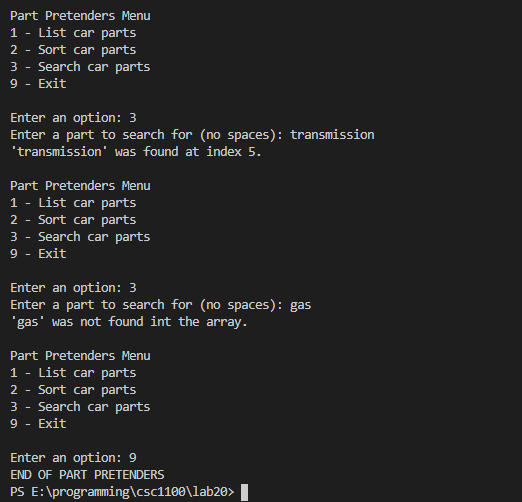 Part Pretenders Menu
1 - List car parts
2 - Sort car parts
3 - Search car parts
9 - Exit
Enter an option: 3
Enter a part to search for (no spaces): transmission
'transmission' was found at index 5.
Part Pretenders Menu
1 - List car parts
2 - Sort car parts
3 - Search car parts
9 - Exit
Enter an option: 3
Enter a part to search for (no spaces): gas
'gas' was not found int the array.
Part Pretenders Menu
1 - List car parts
2 - Sort car parts
3 - Search car parts
9 - Exit
Enter an option: 9
END OF PART PRETENDERS
PS E:\programming\csc1100\lab20>